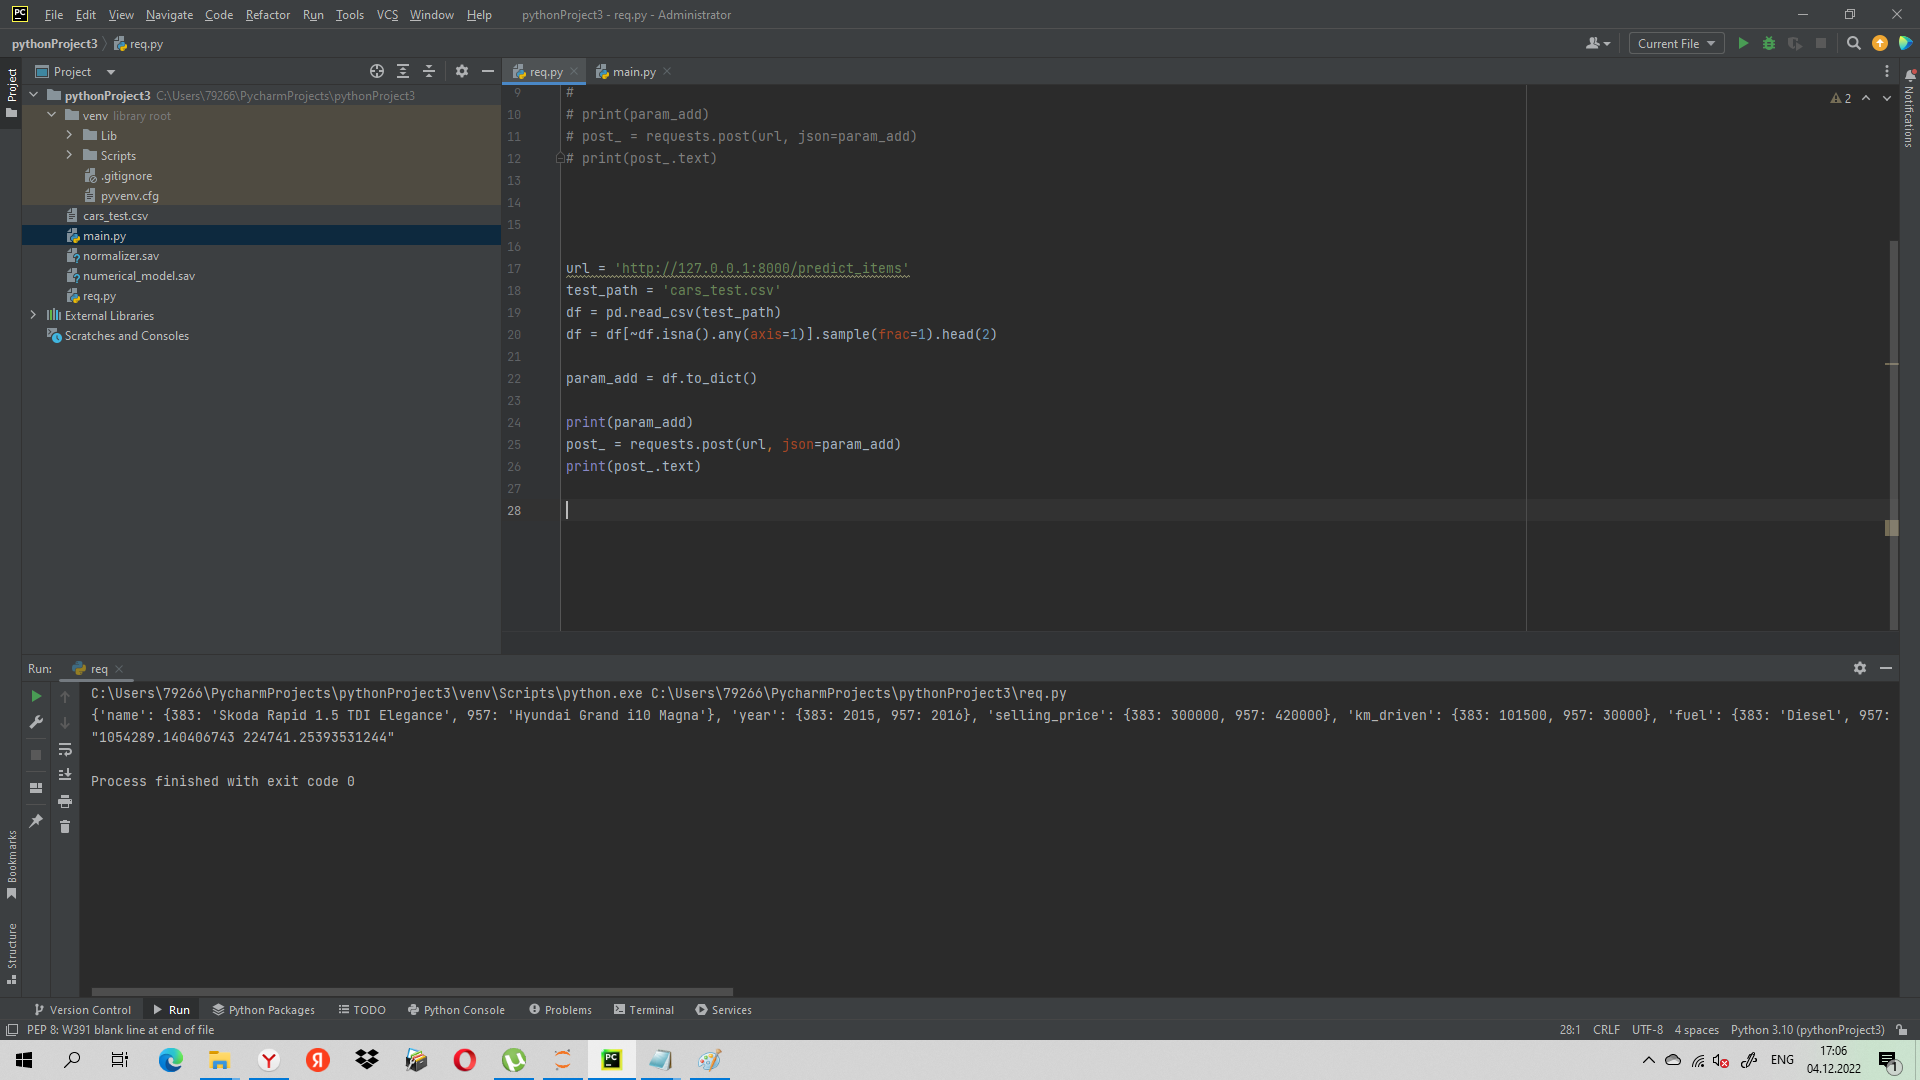 File Edit View Navigate Code Refactor Run Tools VCS Window Help pythonProject3 - req.py - Administrator
pythonProject3 req.py Current File
Project req.py main.py
Project
Notifications
Bookmarks
Structure
pythonProject3 C:\Users\79266\PycharmProjects\pythonProject3
venv library root
Lib
Scripts
.gitignore
pyvenv.cfg
cars_test.csv
main.py
normalizer.sav
numerical_model.sav
req.py
External Libraries
Scratches and Consoles
2
9 #
10 # print(param_add)
11 # post_ = requests.post(url, json=param_add)
12 # print(post_.text)
13
14
15
16
17 url = 'http://127.0.0.1:8000/predict_items'
18 test_path = 'cars_test.csv'
19 df = pd.read_csv(test_path)
20 df = df[~df.isna().any(axis=1)].sample(frac=1).head(2)
21
22 param_add = df.to_dict()
23
24 print(param_add)
25 post_ = requests.post(url, json=param_add)
26 print(post_.text)
27
28
Run: req
C:\Users\79266\PycharmProjects\pythonProject3\venv\Scripts\python.exe C:\Users\79266\PycharmProjects\pythonProject3\req.py
{'name': {383: 'Skoda Rapid 1.5 TDI Elegance', 957: 'Hyundai Grand i10 Magna'}, 'year': {383: 2015, 957: 2016}, 'selling_price': {383: 300000, 957: 420000}, 'km_driven': {383: 101500, 957: 30000}, 'fuel': {383: 'Diesel', 957:
"1054289.140406743 224741.25393531244"
Process finished with exit code 0
Version Control Run Python Packages TODO Python Console Problems Terminal Services
PEP 8: W391 blank line at end of file 28:1 CRLF UTF-8 4 spaces Python 3.10 (pythonProject3)
ENG 17:06
04.12.2022 1